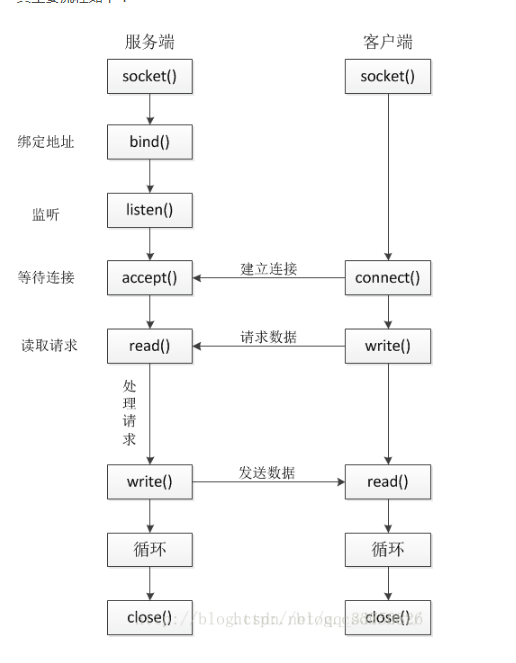 服务端 客户端
socket() socket()
绑定地址 bind()
监听 listen()
等待连接 accept() 建立连接 connect()
读取请求 read() 请求数据 write()
处
理
请
求
write() 发送数据 read()
循环 循环
close() close()